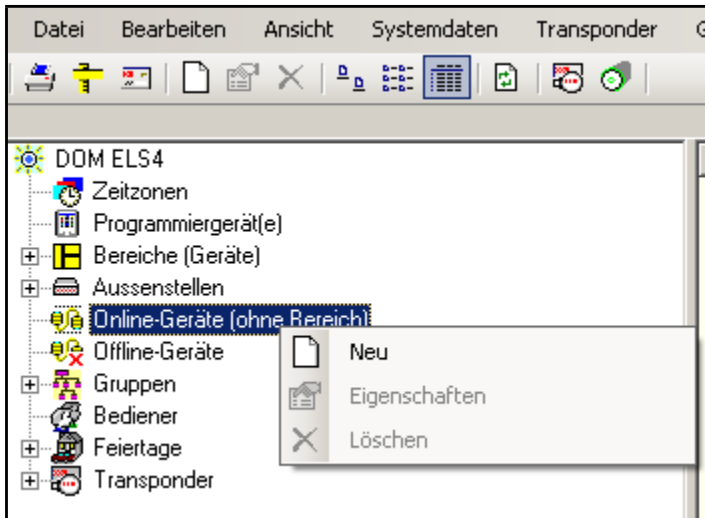 Datei Bearbeiten Ansicht Systemdaten Transponder
DOM ELS4
Zeitzonen
Programmiergerät(e)
Bereiche (Geräte)
Aussenstellen
Online-Geräte (ohne Bereich)
Offline-Geräte
Gruppen
Bediener
Feiertage
Transponder
Neu
Eigenschaften
Löschen